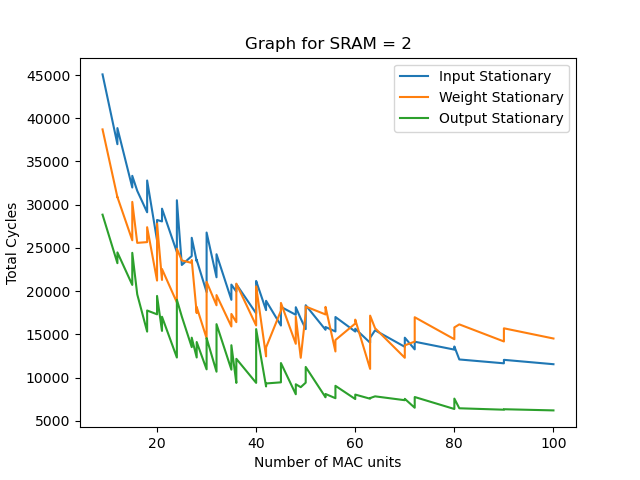 Graph for SRAM = 2
Input Stationary
Weight Stationary
Output Stationary
45000
40000
35000
30000
25000
20000
15000
10000
5000
Total Cycles
20 40 60 80 100
Number of MAC units